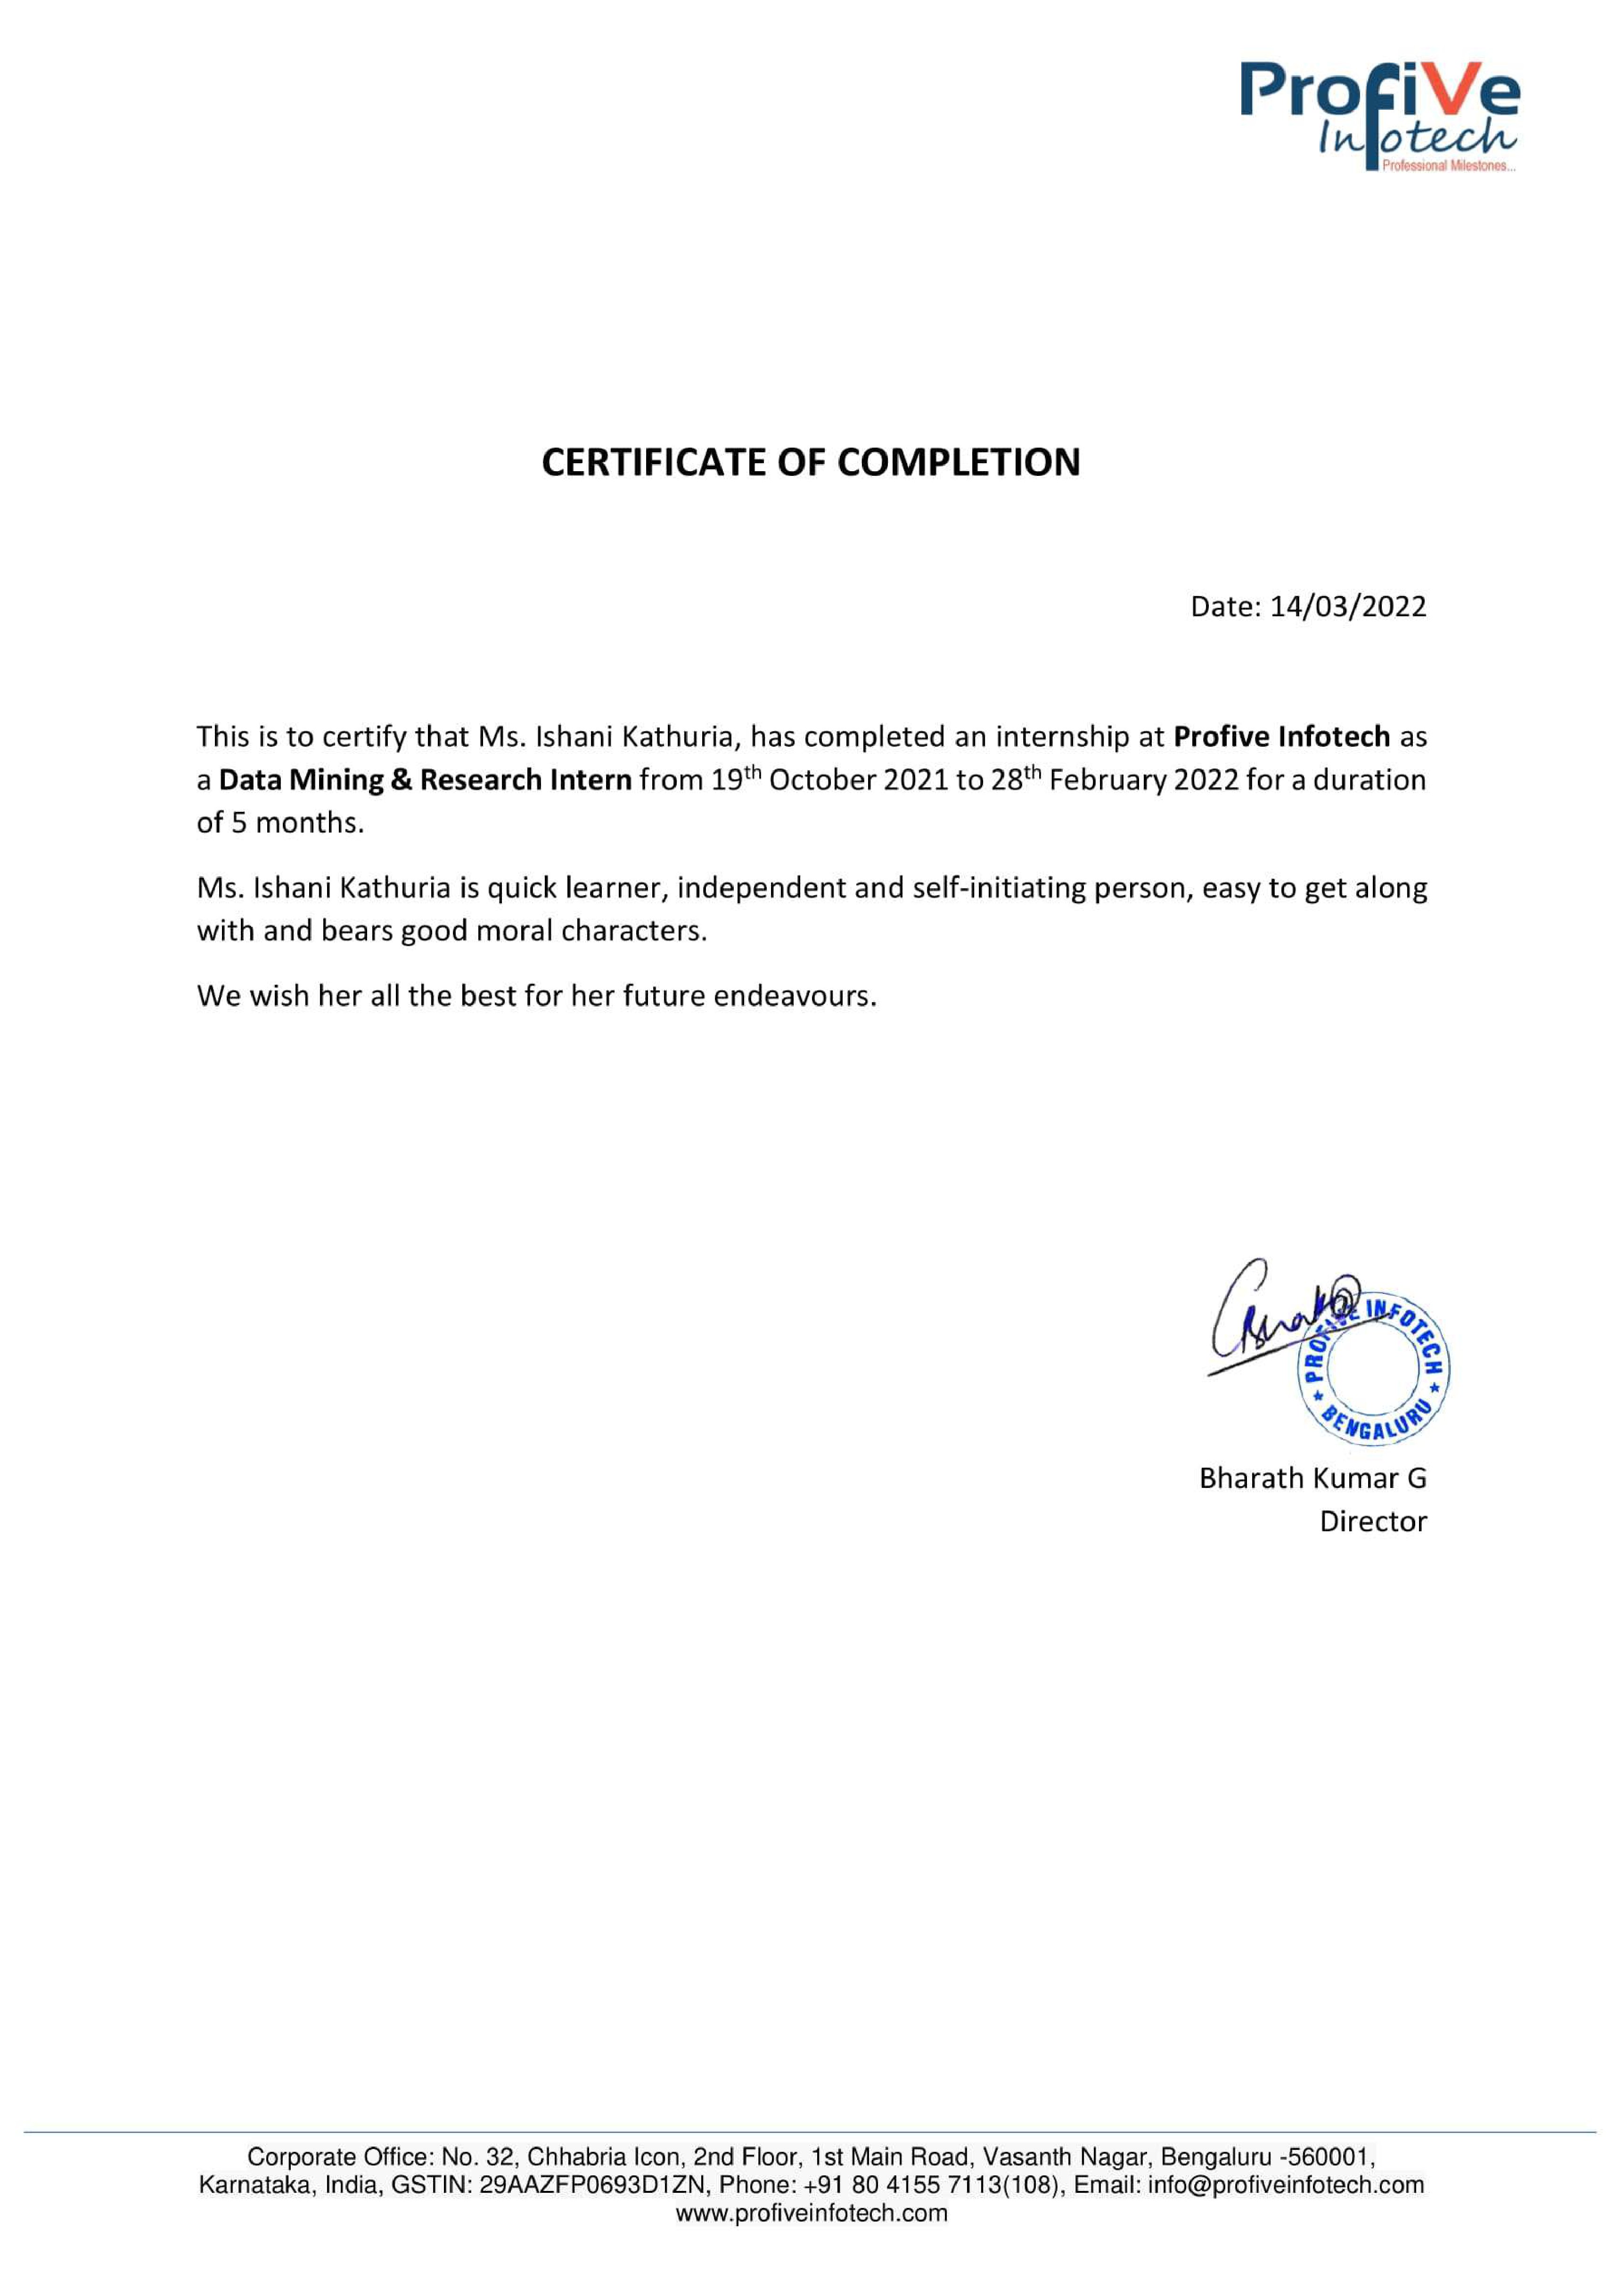 ProfiVe
Infotech
Professional Milestones...
CERTIFICATE OF COMPLETION
Date: 14/03/2022
This is to certify that Ms. Ishani Kathuria, has completed an internship at Profive Infotech as
a Data Mining & Research Intern from 19th October 2021 to 28th February 2022 for a duration
of 5 months.
Ms. Ishani Kathuria is quick learner, independent and self-initiating person, easy to get along
with and bears good moral characters.
We wish her all the best for her future endeavours.
PROFIVE INFOTECH
★ BENGALURU ★
Bharath Kumar G
Director
Corporate Office: No. 32, Chhabria Icon, 2nd Floor, 1st Main Road, Vasanth Nagar, Bengaluru -560001,
Karnataka, India, GSTIN: 29AAZFP0693D1ZN, Phone: +91 80 4155 7113(108), Email: info@profiveinfotech.com
www.profiveinfotech.com